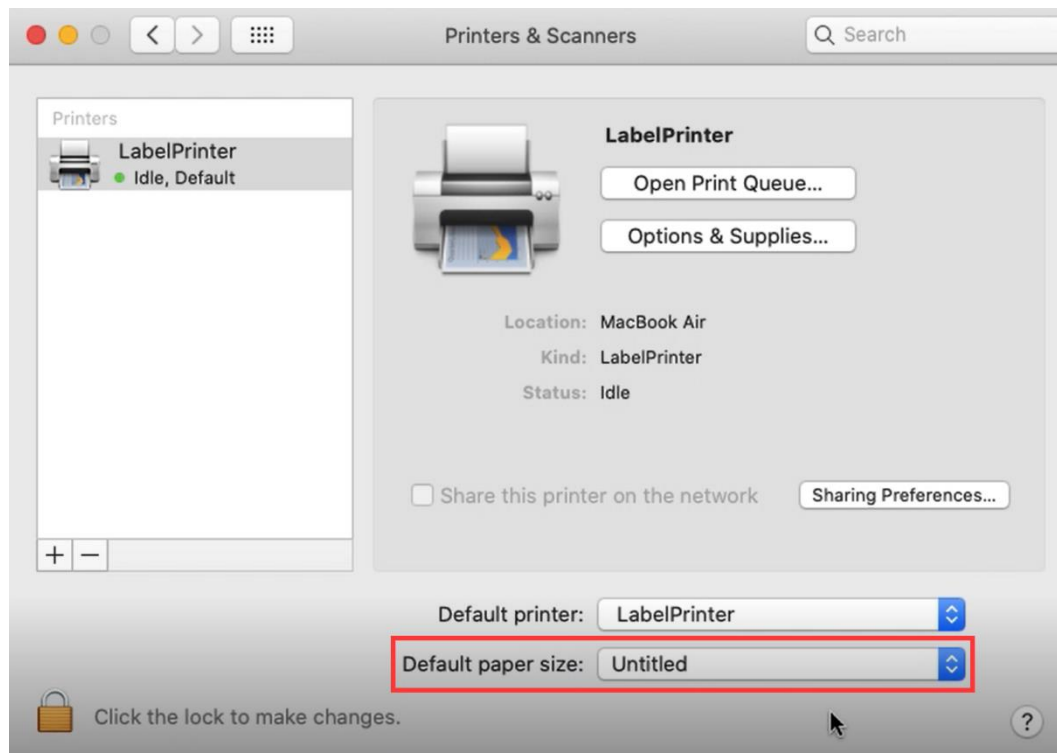 Printers & Scanners
Search
Printers
LabelPrinter
Idle, Default
LabelPrinter
Open Print Queue...
Options & Supplies...
Location: MacBook Air
Kind: LabelPrinter
Status: Idle
Share this printer on the network
Sharing Preferences...
+ −
Default printer: LabelPrinter
Default paper size: Untitled
Click the lock to make changes.
?